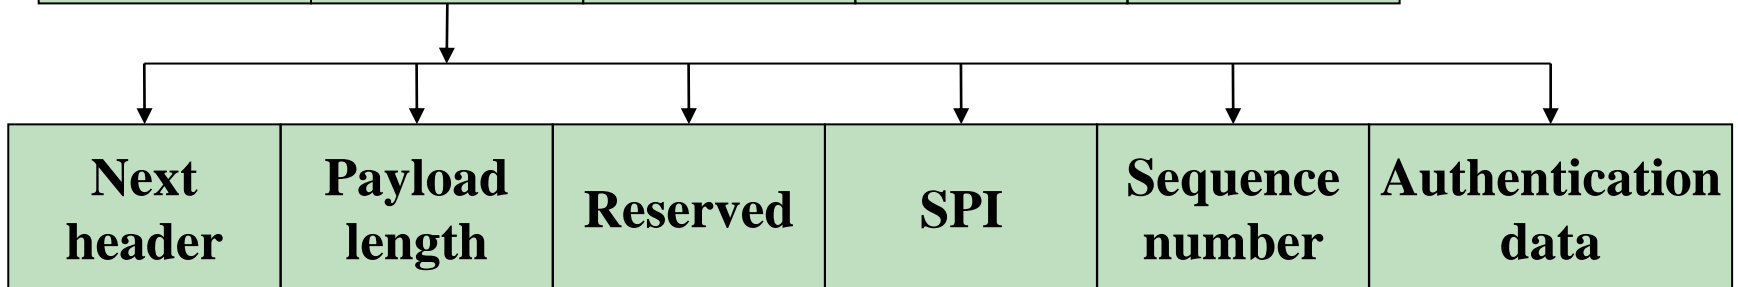 Next
header
Payload
length
Reserved
SPI
Sequence
number
Authentication
data